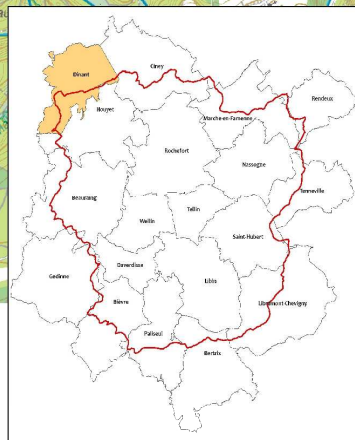 Ciney
Dinant
Rendeux
Houyet
Marche-en-Famenne
Rochefort
Nassogne
Tenneville
Beauraing
Wellin
Tellin
Saint-Hubert
Gedinne
Daverdisse
Libin
Bièvre
Libramont-Chevigny
Paliseul
Bertrix